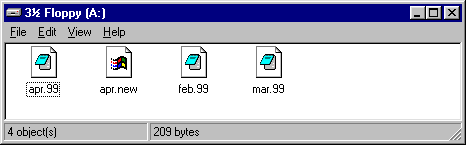 3½ Floppy (A:)
File Edit View Help
apr.99 apr.new feb.99 mar.99
4 object(s) 209 bytes